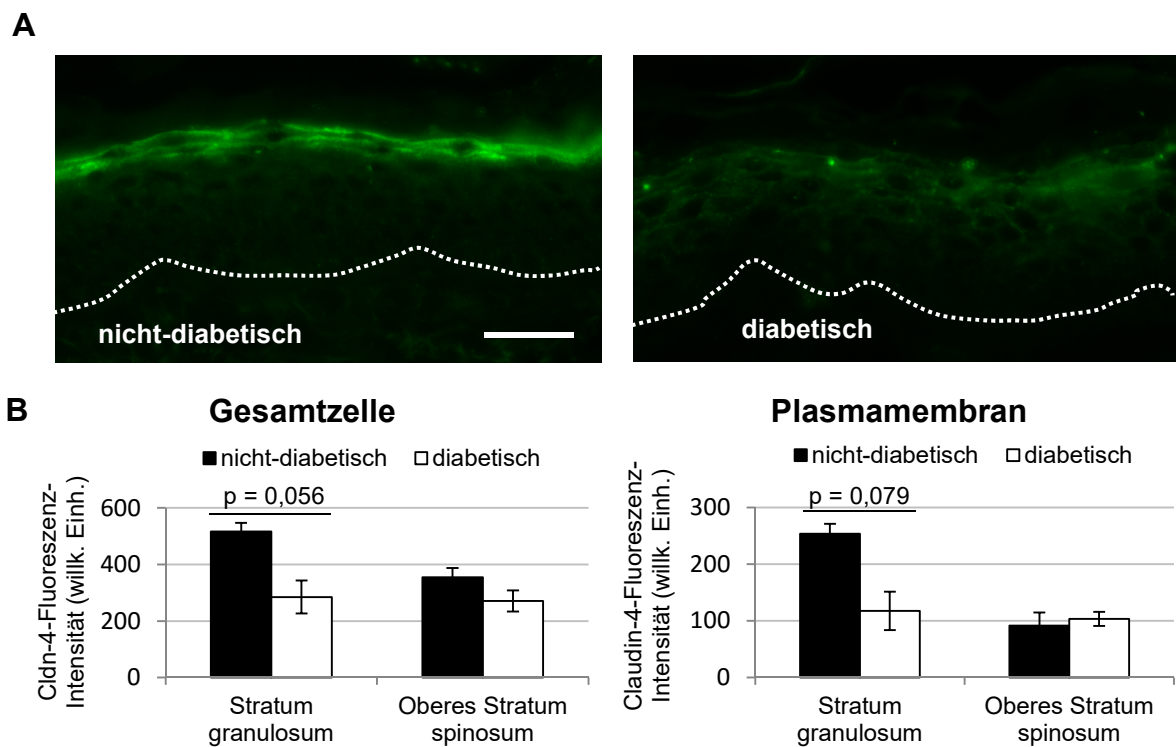 A
nicht-diabetisch
diabetisch
B
Gesamtzelle
nicht-diabetisch
diabetisch
Cldn-4-Fluoreszenz-
Intensität (willk. Einh.)
600
400
200
0
p = 0,056
Stratum
granulosum
Oberes Stratum
spinosum
Plasmamembran
nicht-diabetisch
diabetisch
Claudin-4-Fluoreszenz-
Intensität (willk. Einh.)
300
200
100
0
p = 0,079
Stratum
granulosum
Oberes Stratum
spinosum